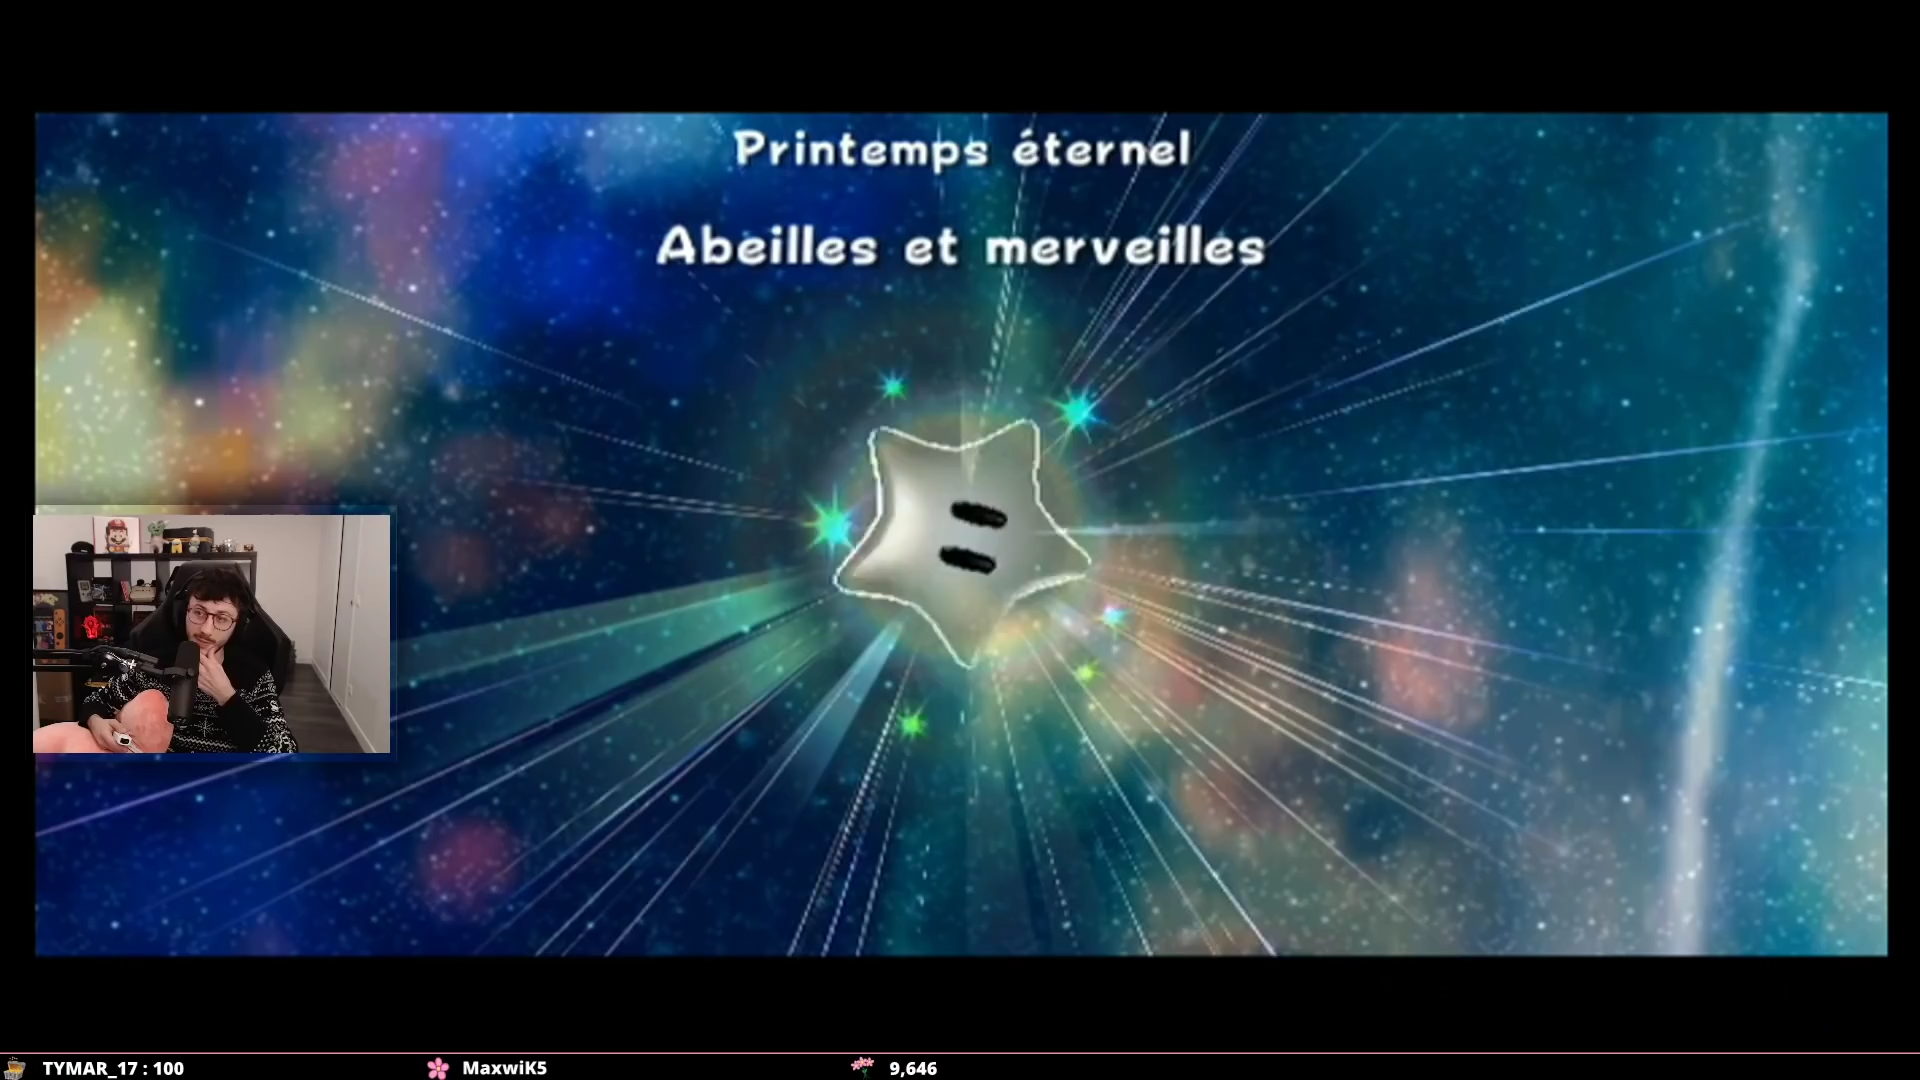 Printemps éternel
Abeilles et merveilles
TYMAR_17 : 100
MaxwiK5
9,646